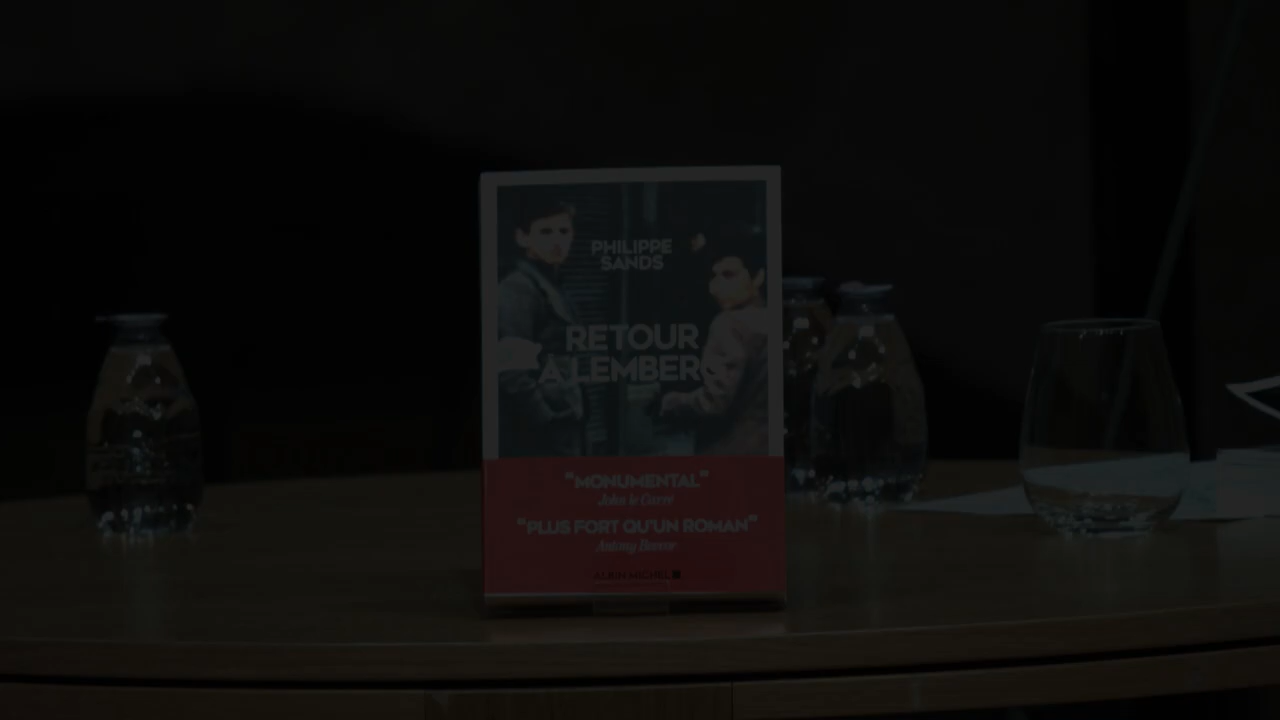 PHILIPPE
SANDS
RETOUR
À LEMBERG
"MONUMENTAL"
John le Carré
"PLUS FORT QU'UN ROMAN"
Antony Beevor
ALBIN MICHEL